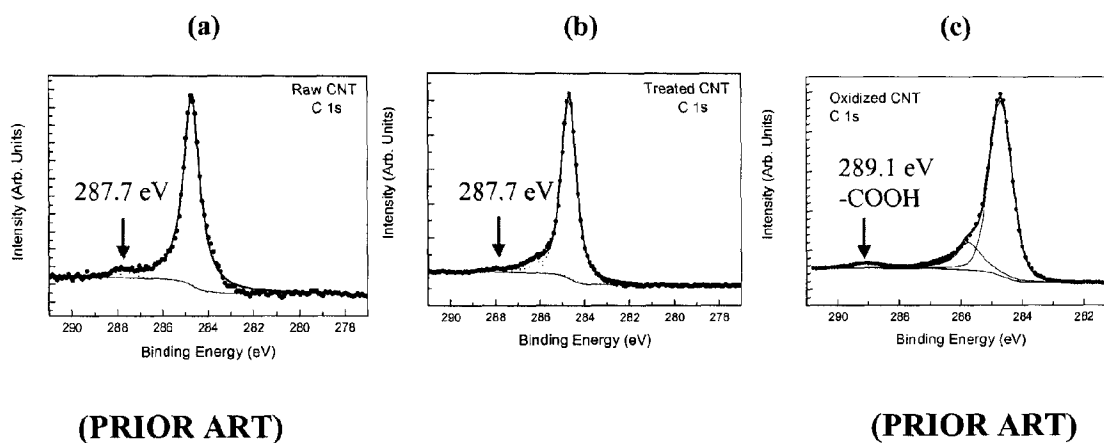 (a)
(b)
(c)
Raw CNT
C 1s
287.7 eV
Intensity (Arb. Units)
290 288 286 284 282 280 278
Binding Energy (eV)
Treated CNT
C 1s
287.7 eV
Intensity (Arb. Units)
290 288 286 284 282 280 278
Binding Energy (eV)
Oxidized CNT
C 1s
289.1 eV
-COOH
Intensity (Arb. Units)
290 288 286 284 282
Binding Energy (eV)
(PRIOR ART)
(PRIOR ART)